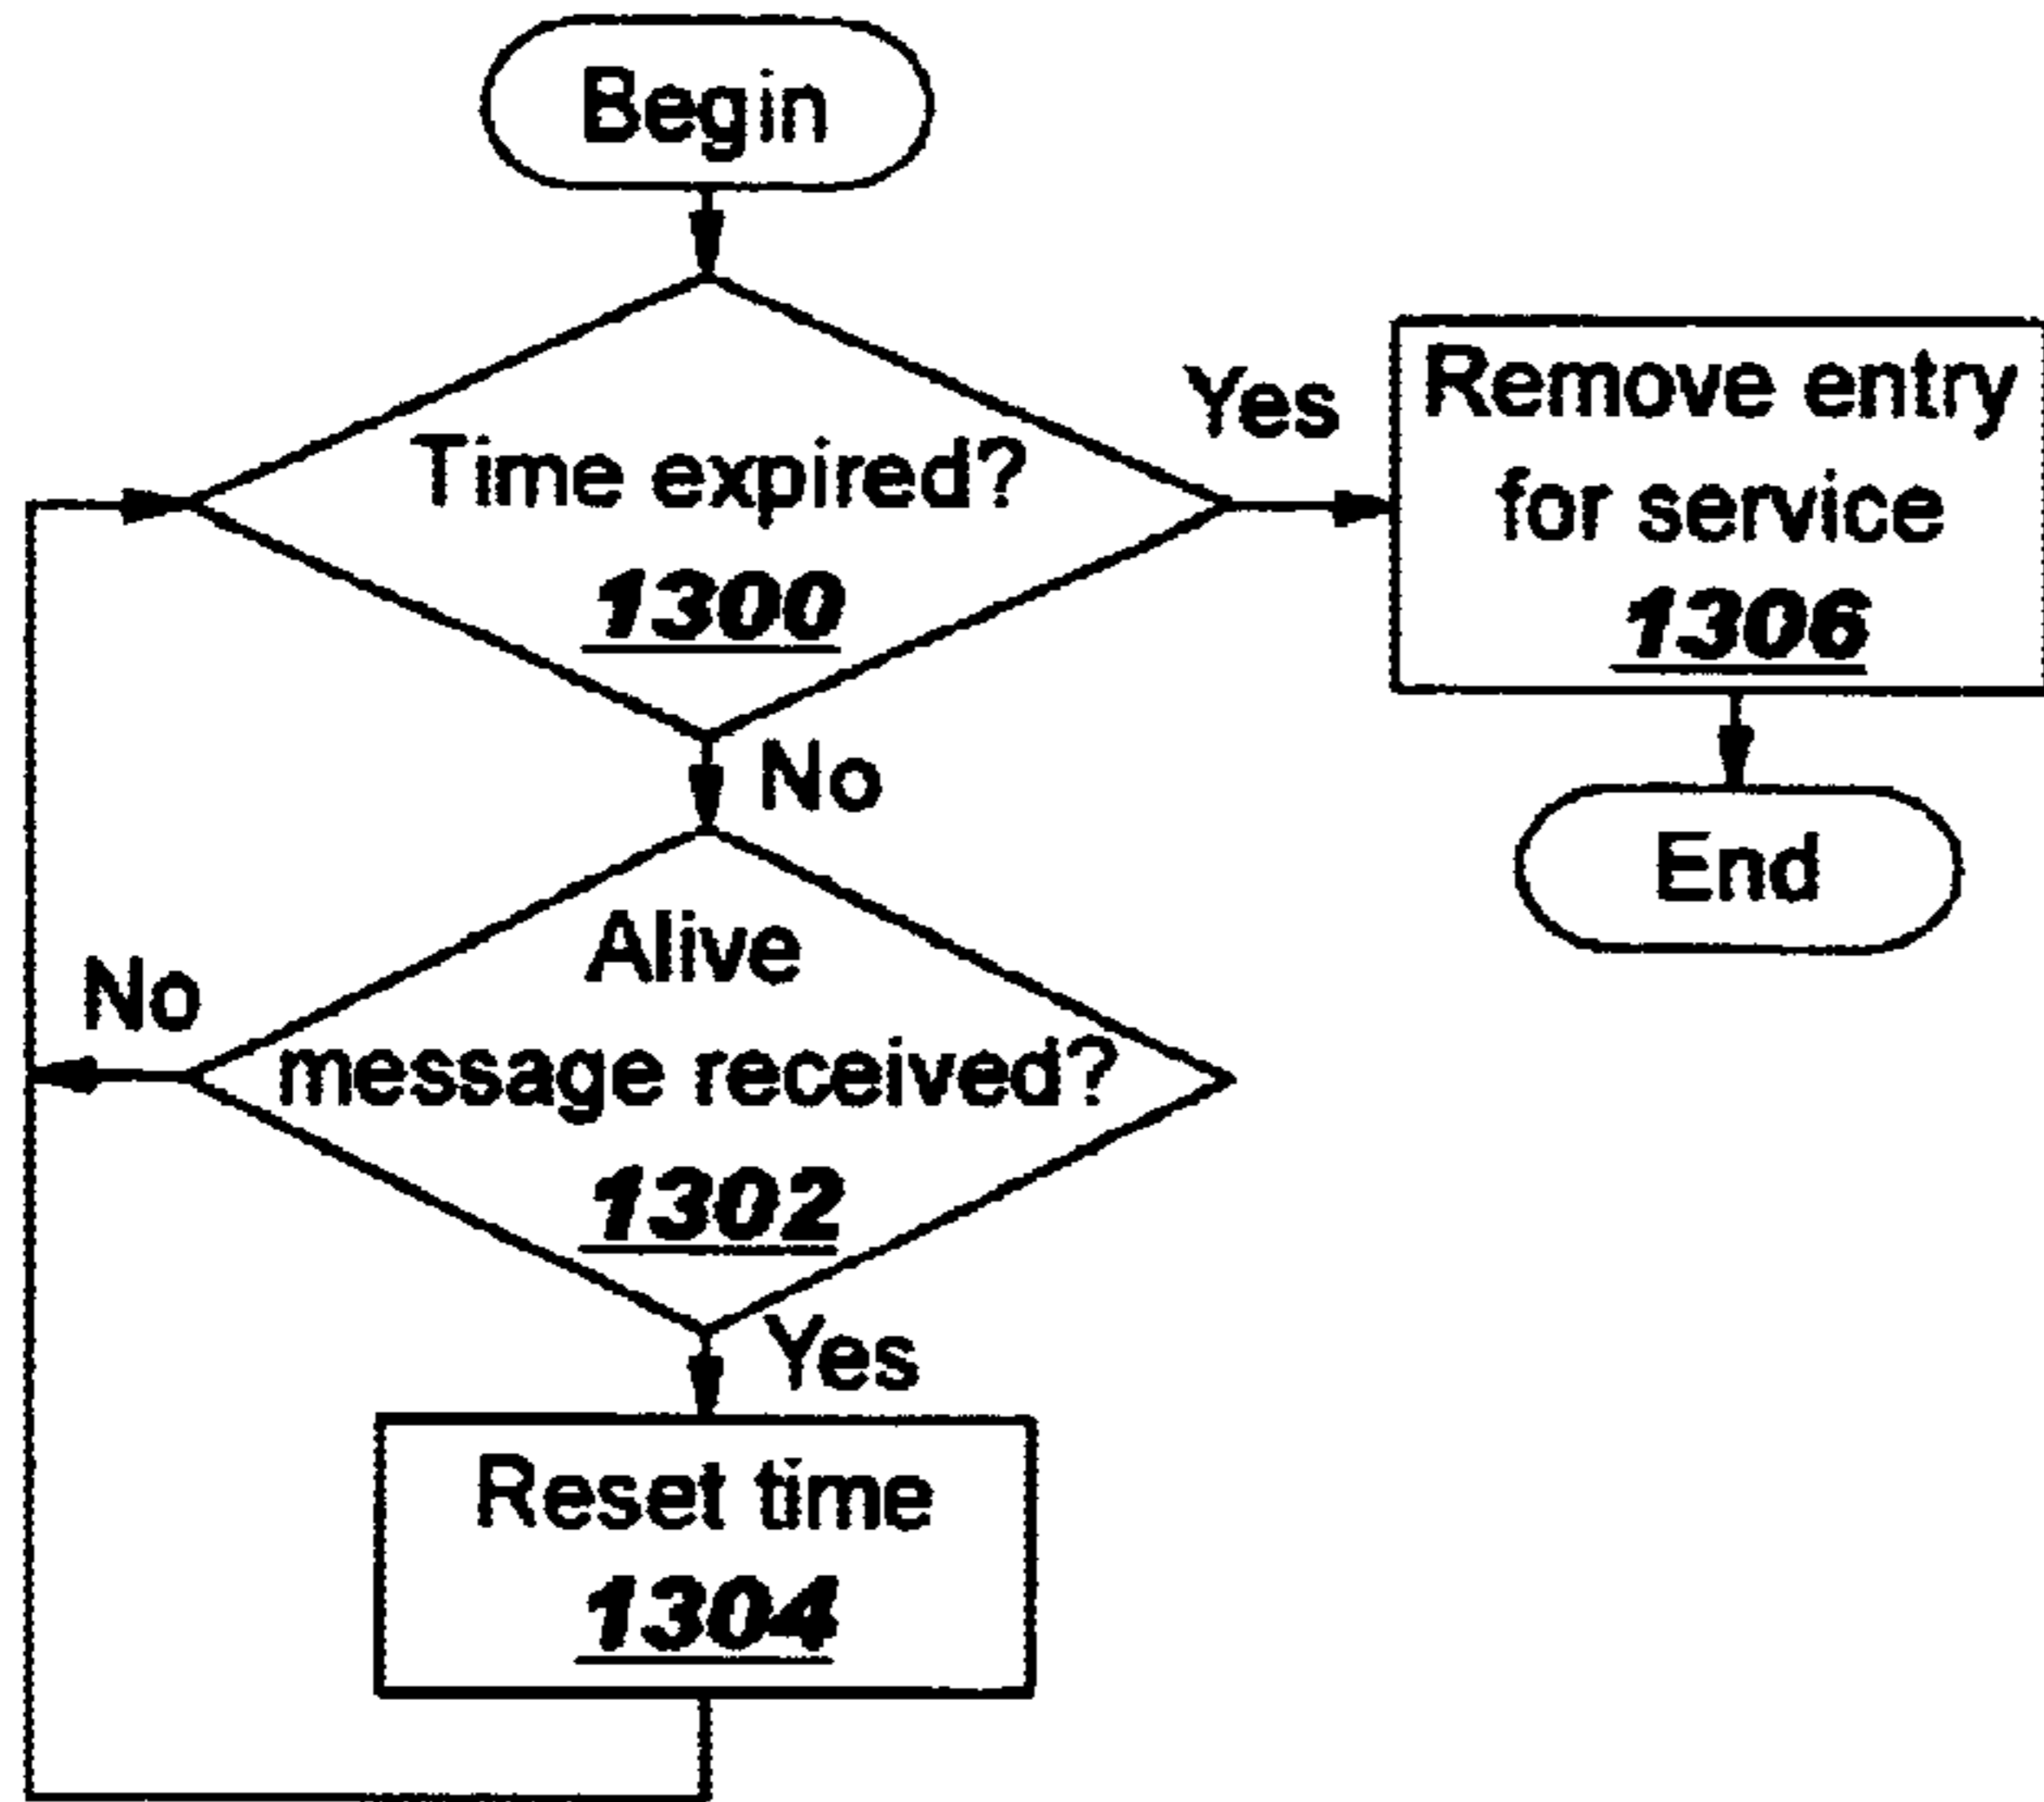 Begin
Time expired?
1300
Yes
Remove entry
for service
1306
End
No
Alive
message received?
1302
No
Yes
Reset time
1304